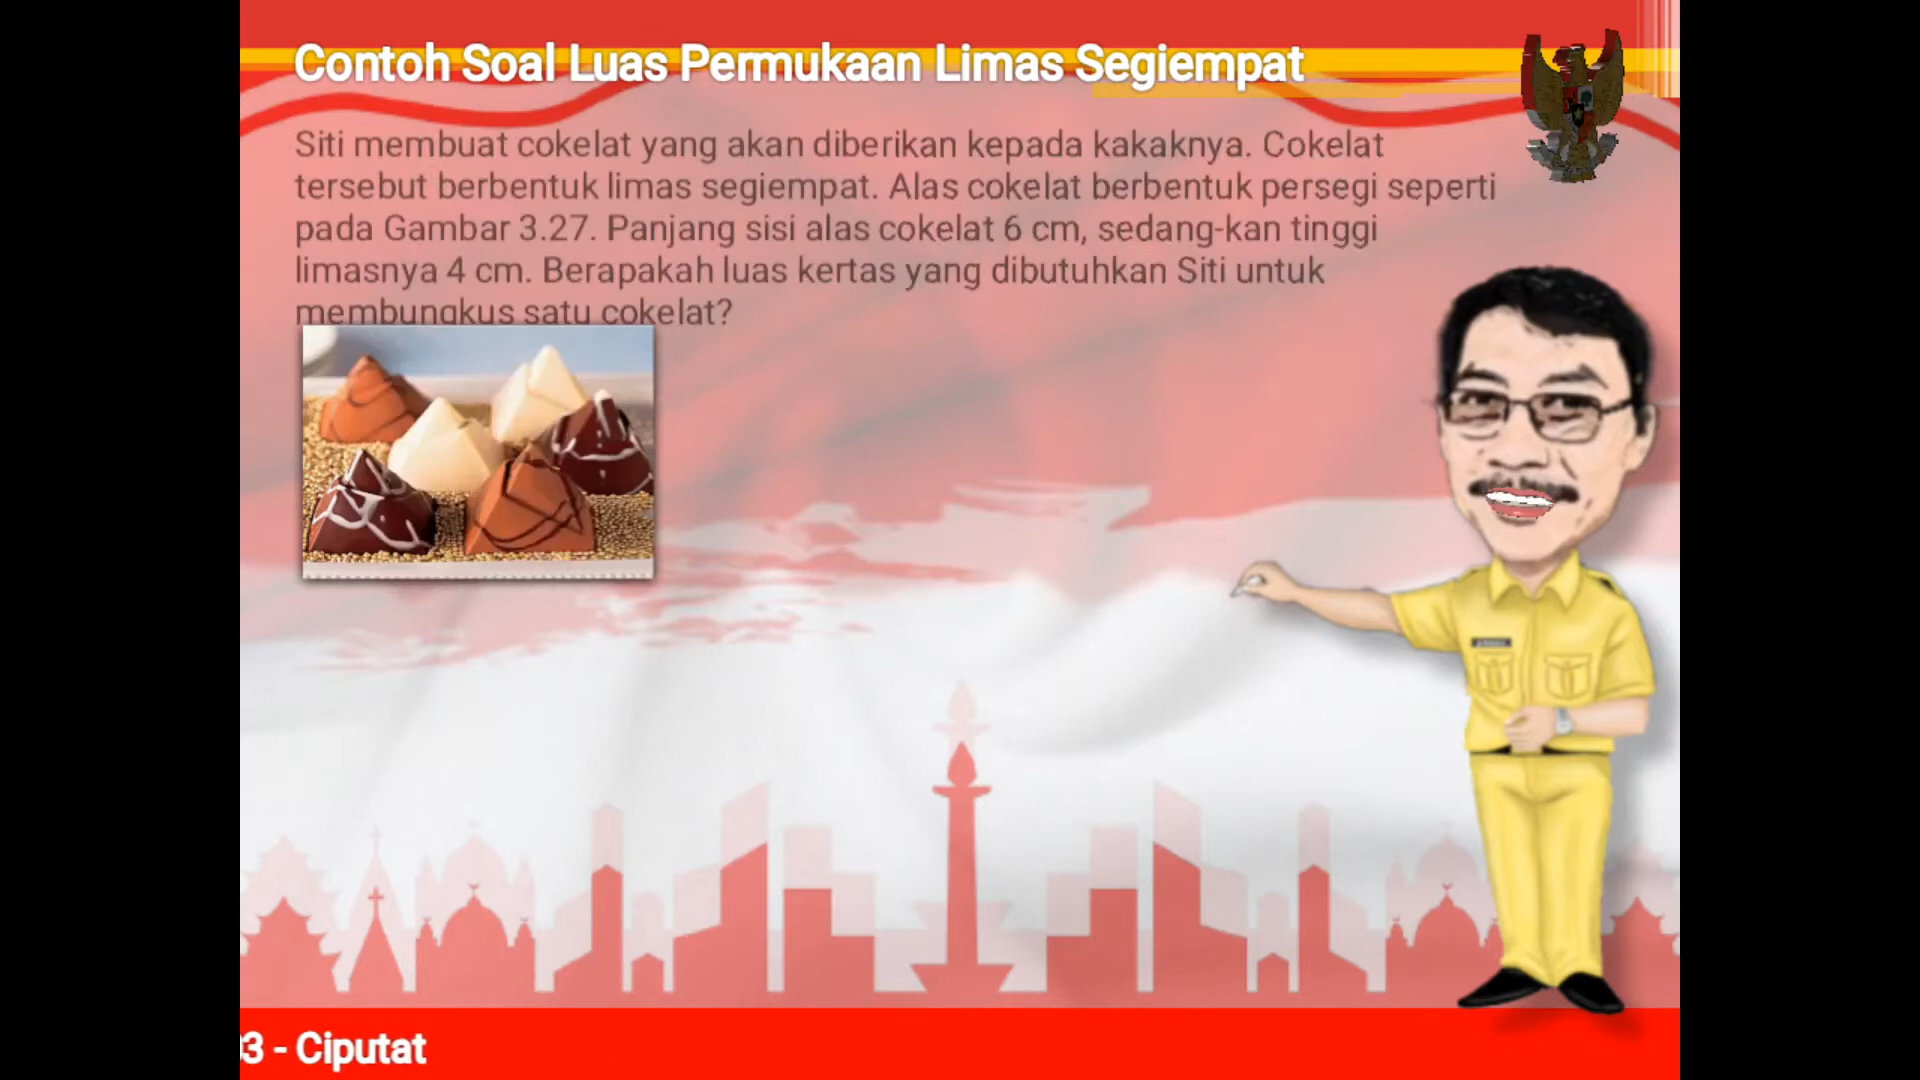 Contoh Soal Luas Permukaan Limas Segiempat
Siti membuat cokelat yang akan diberikan kepada kakaknya. Cokelat
tersebut berbentuk limas segiempat. Alas cokelat berbentuk persegi seperti
pada Gambar 3.27. Panjang sisi alas cokelat 6 cm, sedang-kan tinggi
limasnya 4 cm. Berapakah luas kertas yang dibutuhkan Siti untuk
membungkus satu cokelat?
3 - Ciputat